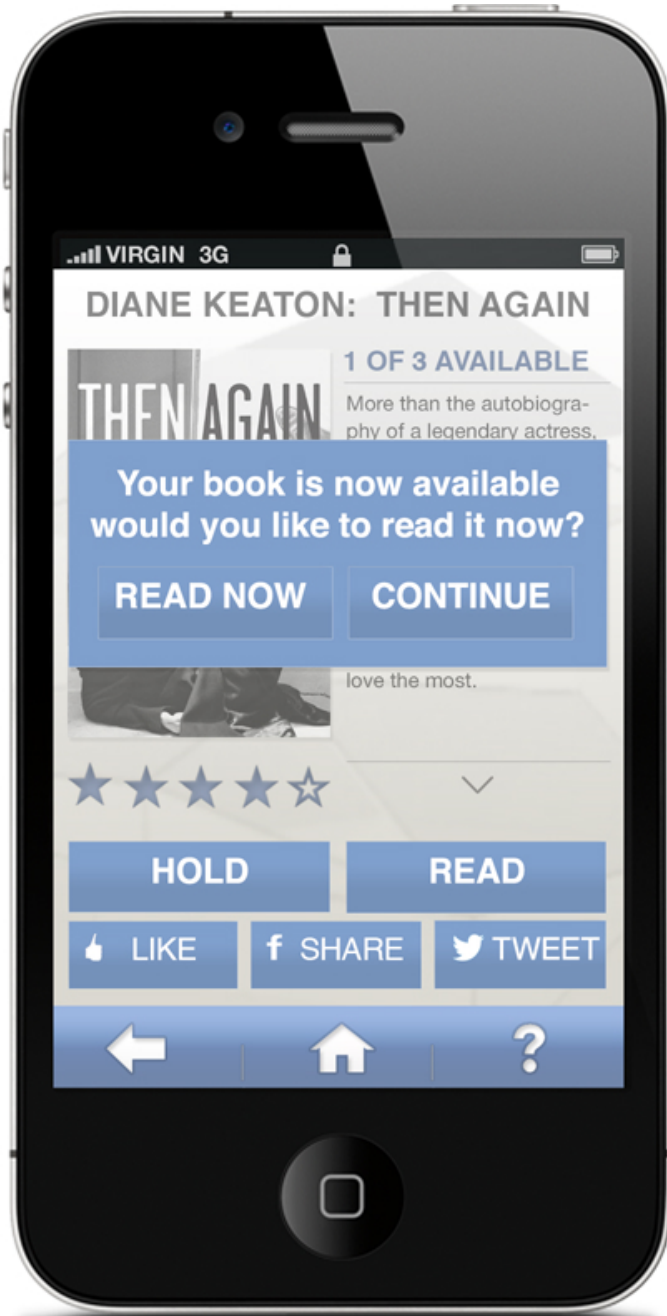 VIRGIN 3G
DIANE KEATON: THEN AGAIN
THEN AGAIN
1 OF 3 AVAILABLE
More than the autobiogra-
phy of a legendary actress,
Your book is now available
would you like to read it now?
READ NOW CONTINUE
love the most.
HOLD READ
LIKE f SHARE TWEET
?